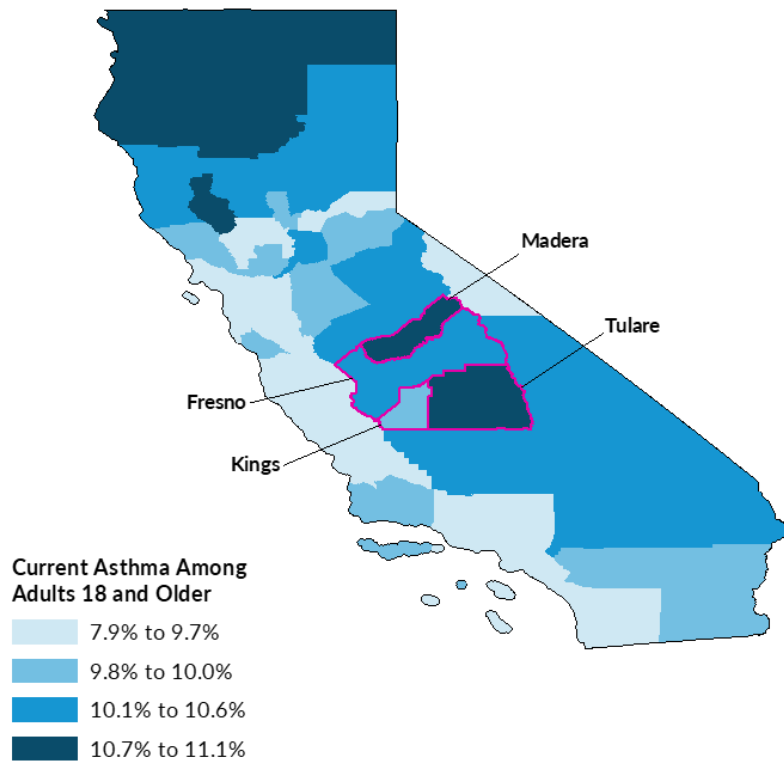 Madera
Tulare
Fresno
Kings
Current Asthma Among
Adults 18 and Older
7.9% to 9.7%
9.8% to 10.0%
10.1% to 10.6%
10.7% to 11.1%